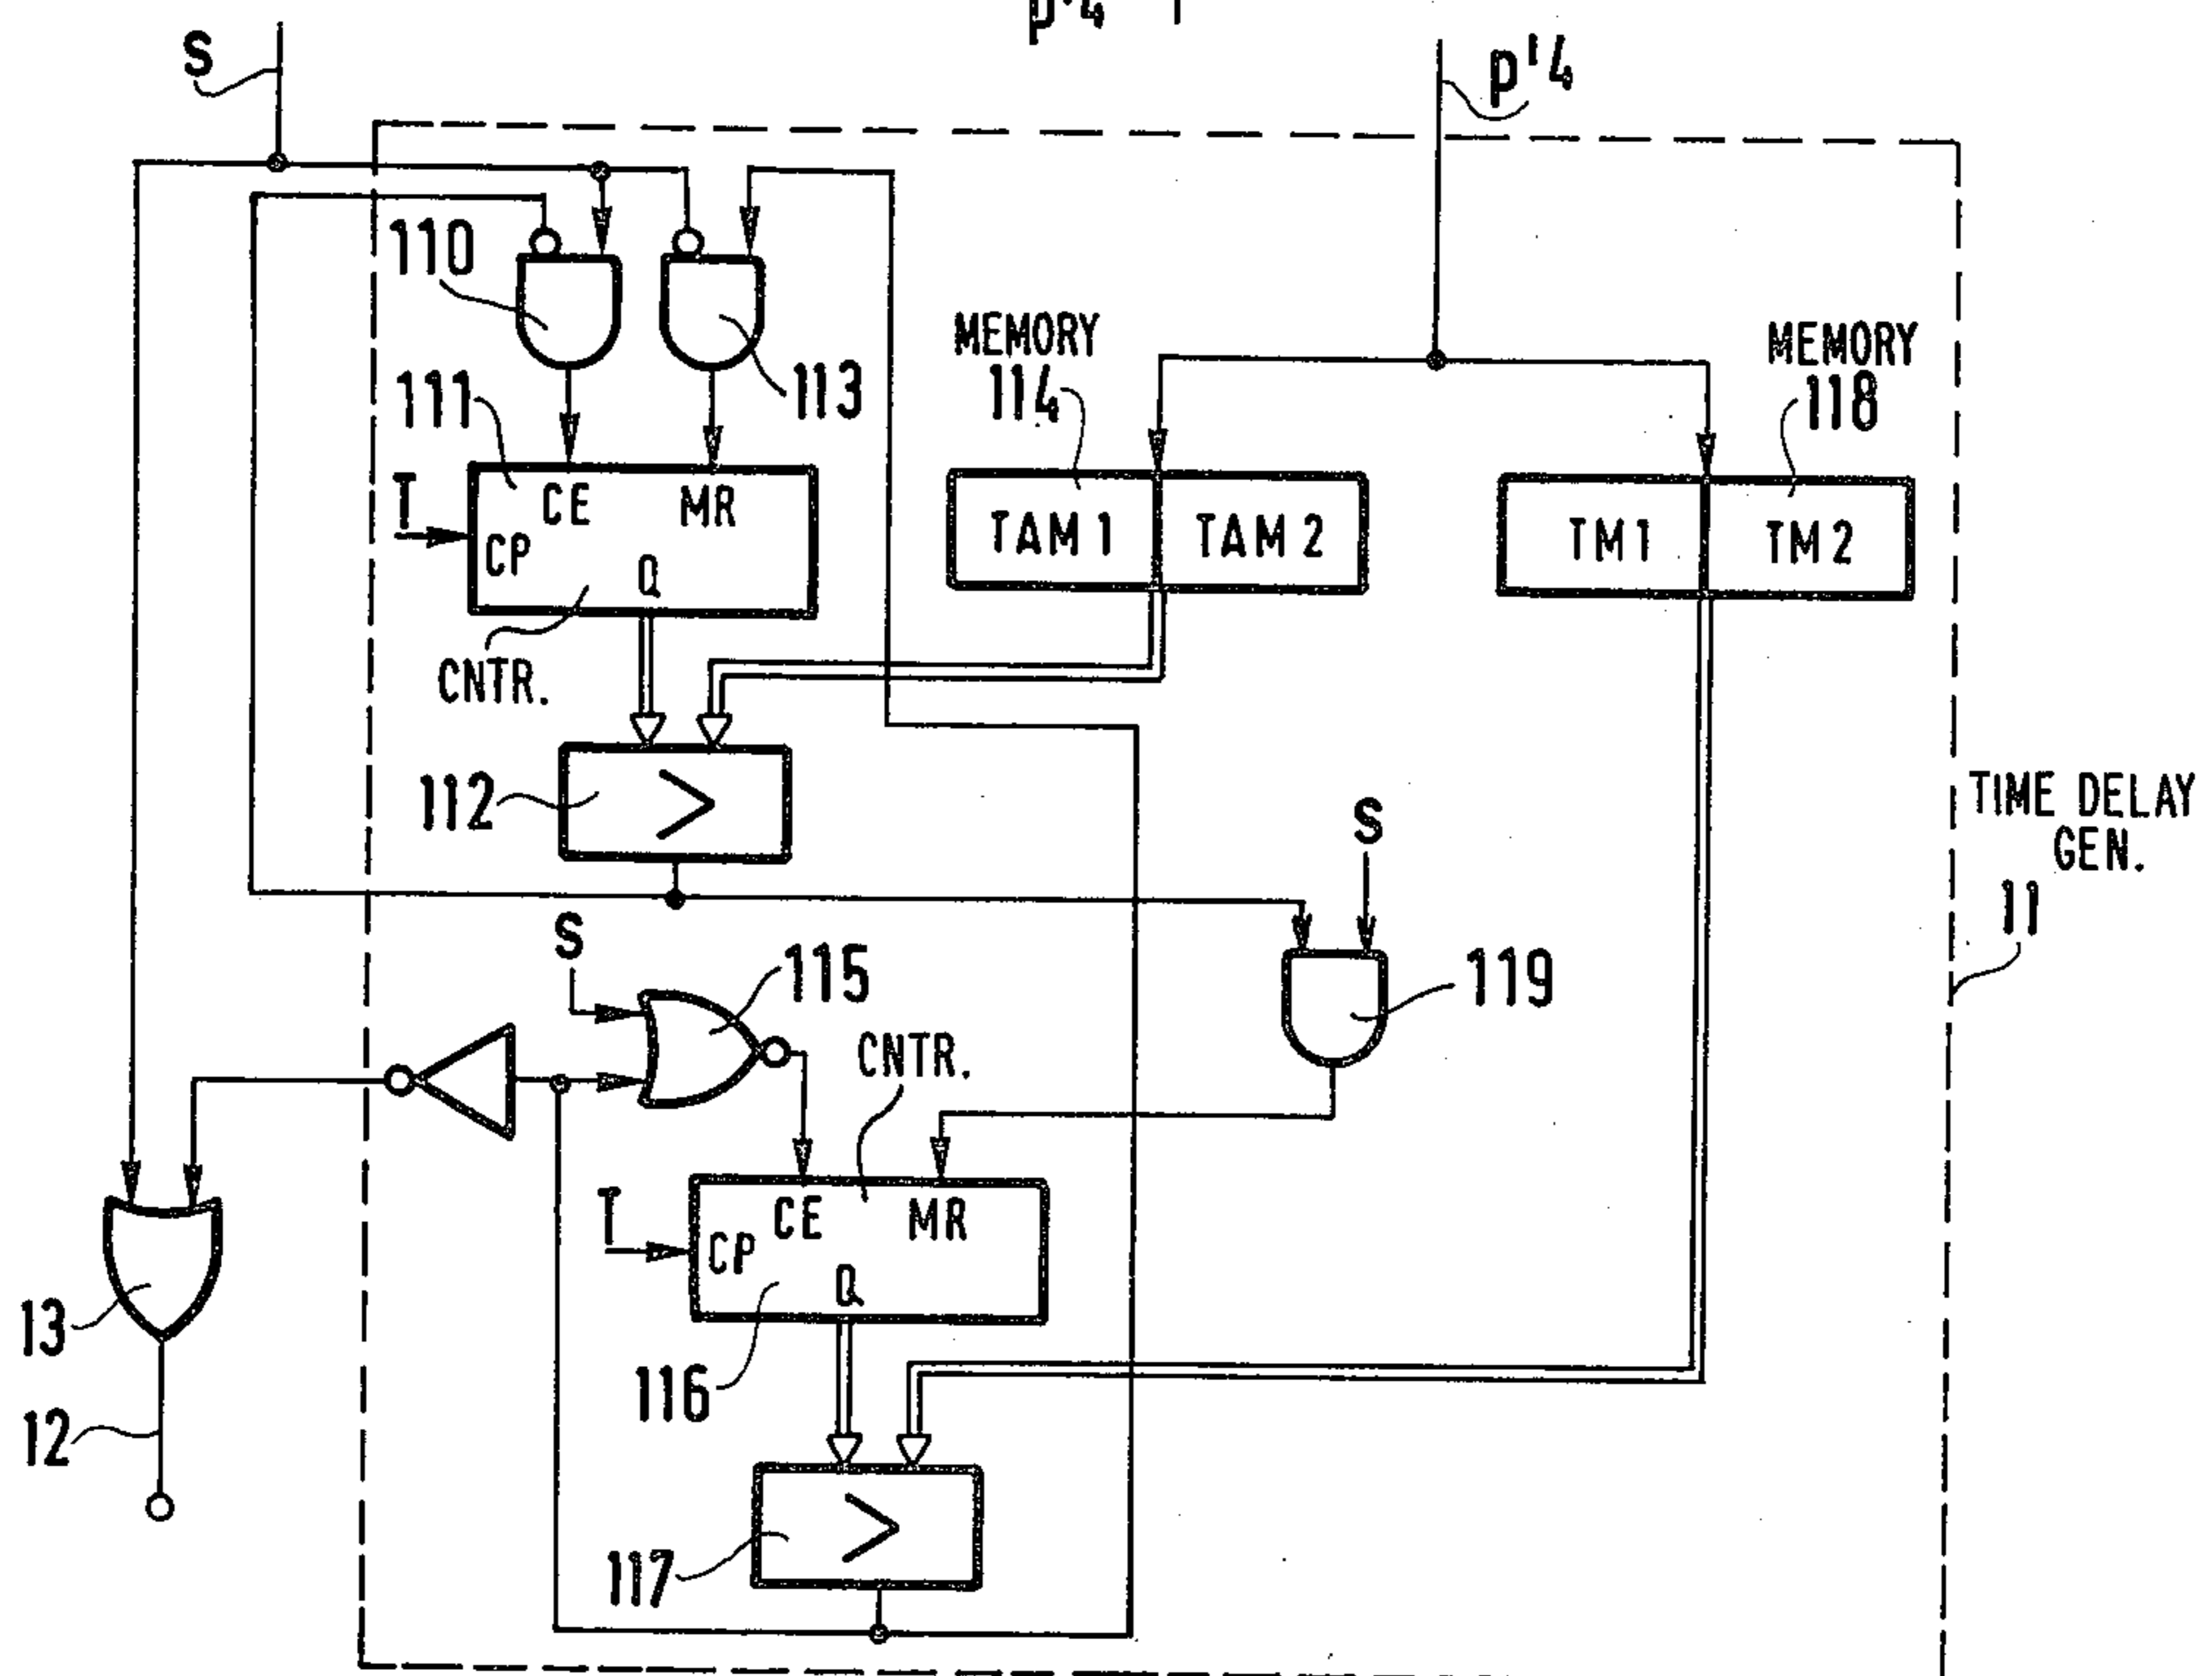 p'4
S
p'4
110
MEMORY
114
MEMORY
118
113
111
T
CE MR
CP
Q
TAM 1 TAM 2
TM1 TM2
CNTR.
112
>
S
TIME DELAY
GEN.
11
S
115
119
CNTR.
T
CE MR
CP
Q
13
116
12
>
117